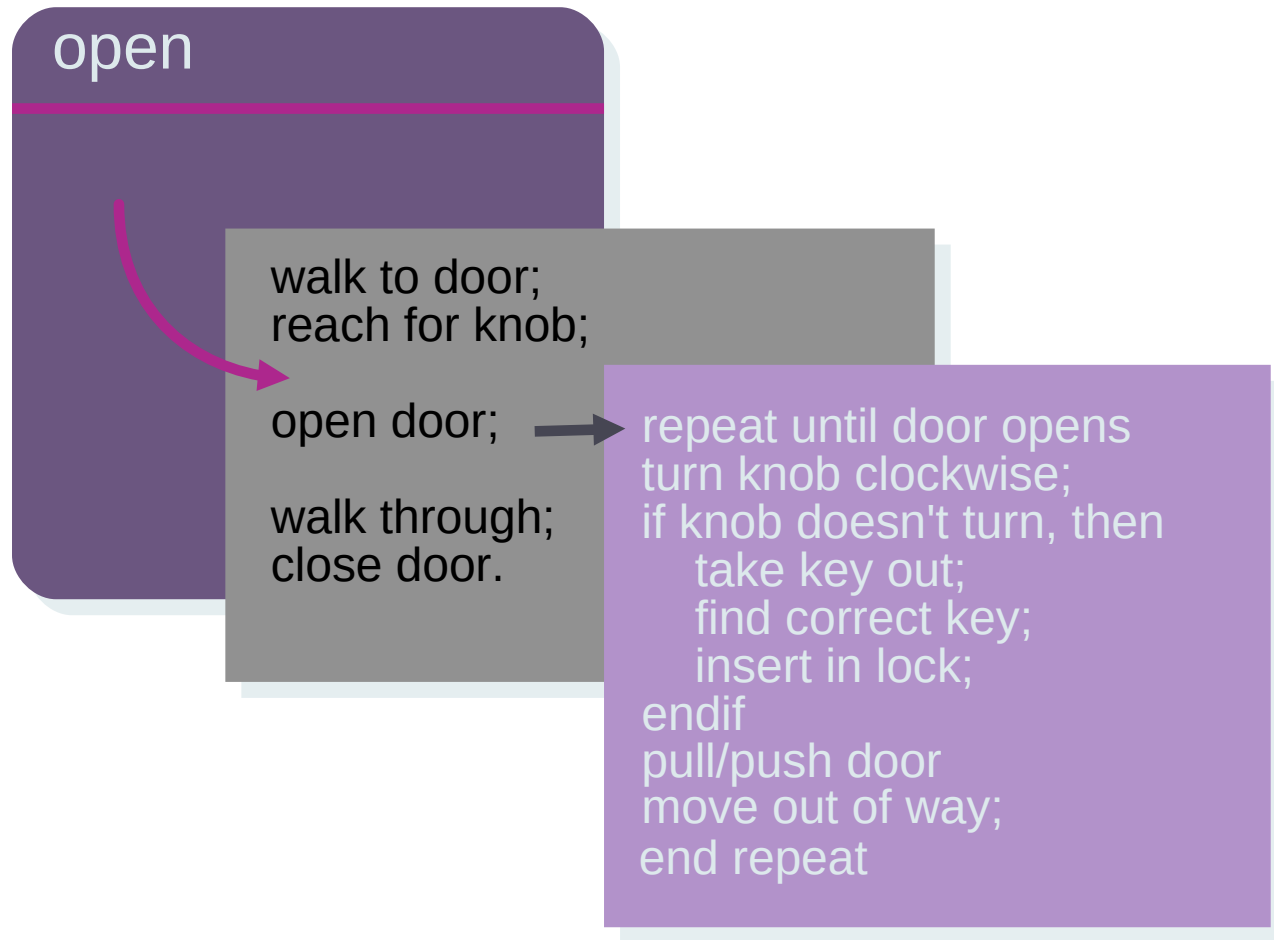 open
walk to door;
reach for knob;
open door;
walk through;
close door.
repeat until door opens
turn knob clockwise;
if knob doesn't turn, then
take key out;
find correct key;
insert in lock;
endif
pull/push door
move out of way;
end repeat